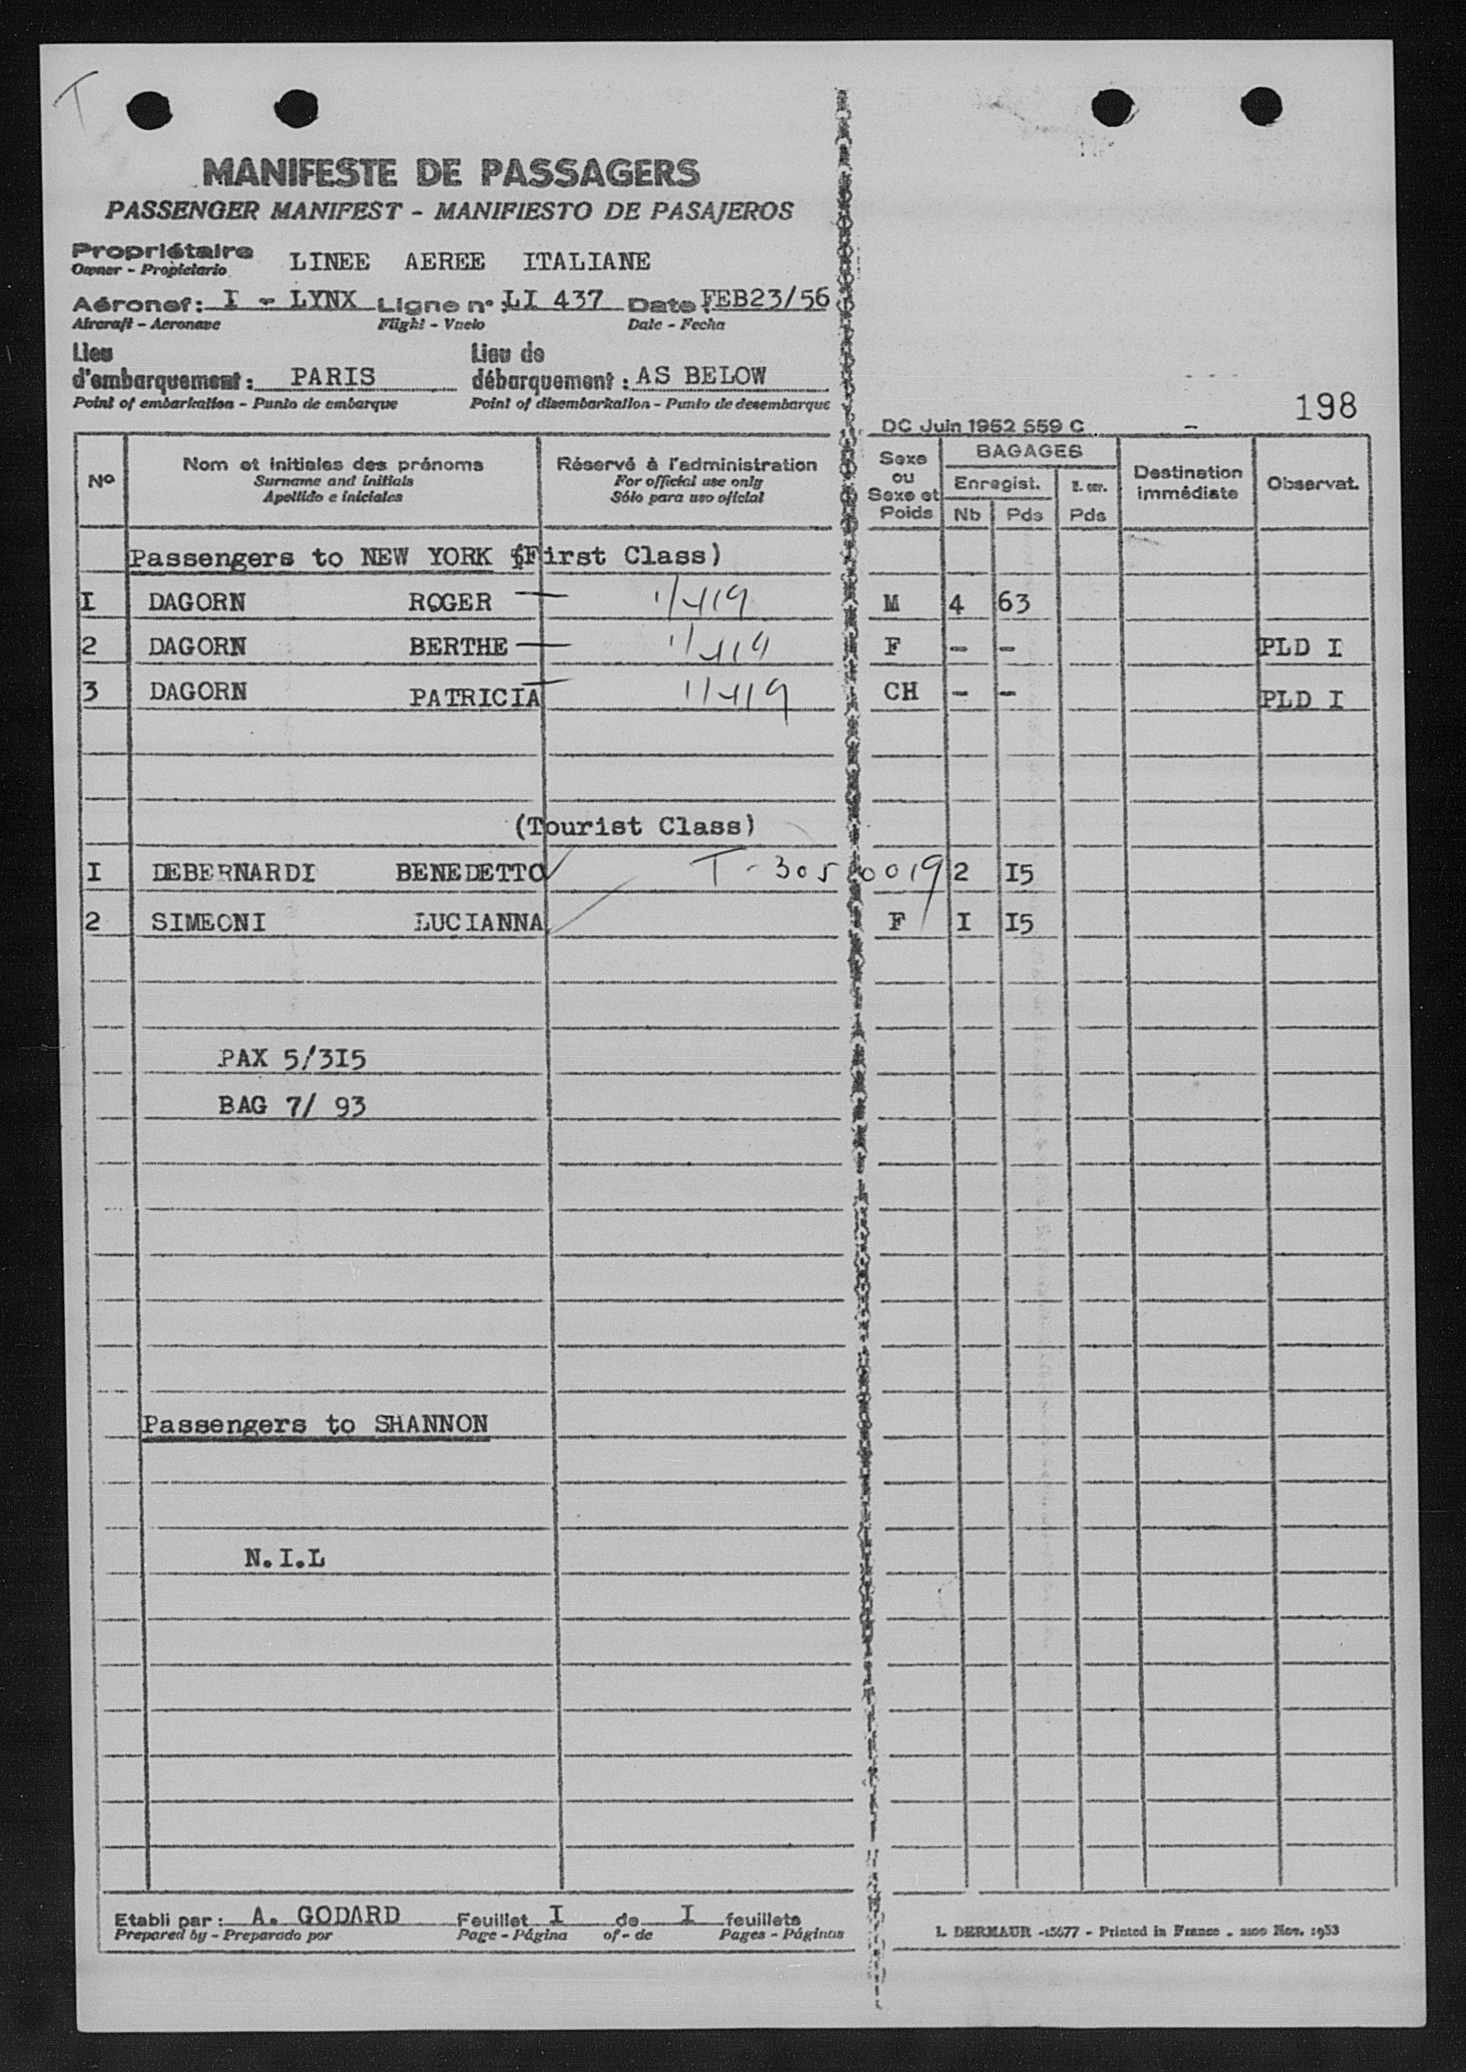 T
MANIFESTE DE PASSAGERS
PASSENGER MANIFEST - MANIFIESTO DE PASAJEROS
Propriétaire LINEE AEREE ITALIANE
Owner - Propietario
Aéronef: I - LYNX Ligne n° : LI 437 Date FEB23/56
Aircraft - Aeronave Flight - Vuelo Date - Fecha
Lieu d'embarquement: PARIS Lieu de débarquement: AS BELOW
Point of embarkation - Punto de embarque Point of disembarkation - Punto de desembarque
198
DC Juin 1952 559 C -
N° Nom et initiales des prénoms Réservé à l'administration Sexe ou Sexe et Poids BAGAGES Destination immédiate Observat.
Surname and initials For official use only Enregist.
Apellido e iniciales Sólo para uso oficial Nb Pds Pds
Passengers to NEW YORK (First Class)
I DAGORN ROGER — 1/419 M 4 63
2 DAGORN BERTHE — 1/419 F - - PLD I
3 DAGORN PATRICIA 1/419 CH - - PLD I
(Tourist Class)
I DEBERNARDI BENEDETTO T-305 0019 2 I5
2 SIMEONI LUCIANNA F I I5
PAX 5/3I5
BAG 7/ 93
Passengers to SHANNON
N.I.L
Etabli par: A. GODARD Feuillet I de I feuillets
Prepared by - Preparado por Page - Página of - de Pages - Páginas
L. DERMAUR -15677 - Printed in France - 2100 Nov. 1953